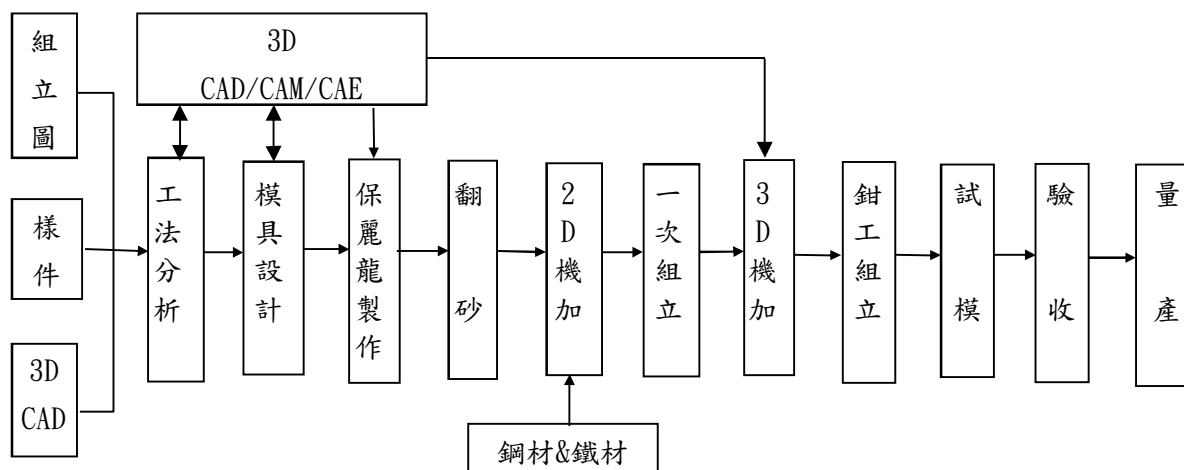 組立圖
樣件
3D
CAD
3D
CAD/CAM/CAE
工法分析
模具設計
保麗龍製作
翻砂
2D機加
一次組立
3D機加
鉗工組立
試模
驗收
量產
鋼材&鐵材